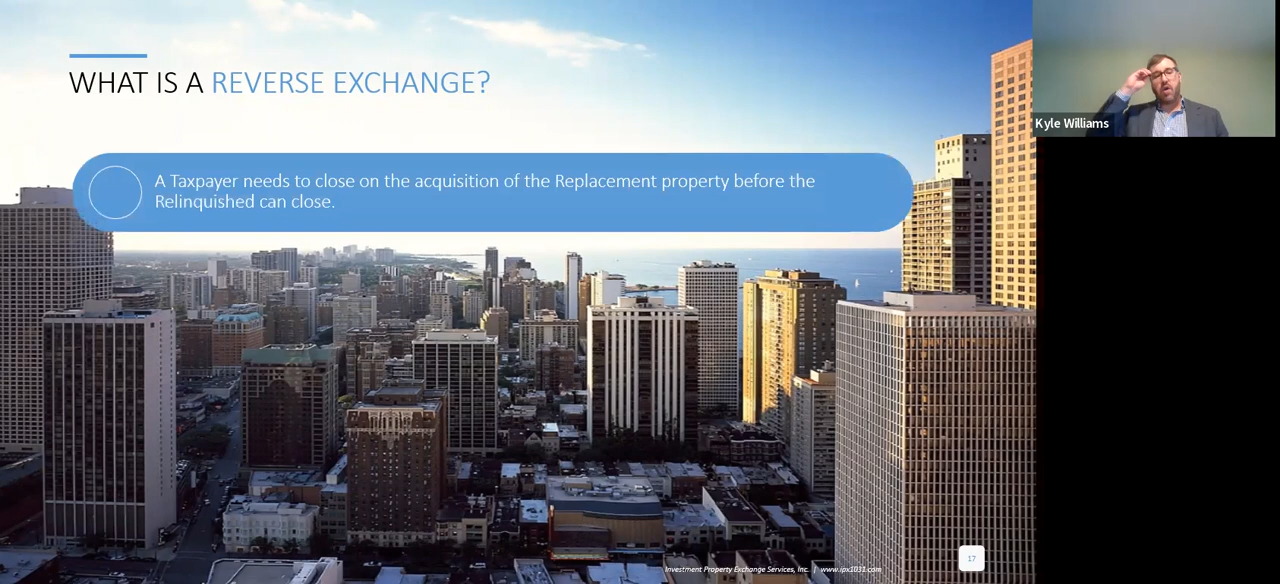 WHAT IS A REVERSE EXCHANGE?
Kyle Williams
A Taxpayer needs to close on the acquisition of the Replacement property before the
Relinquished can close.
17
Investment Property Exchange Services, Inc. | www.ipx1031.com